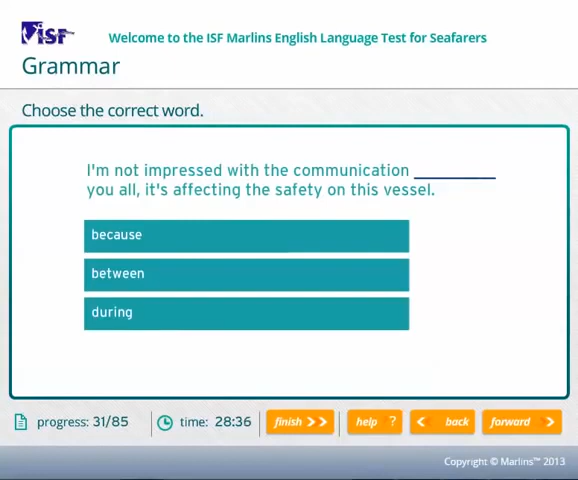 ISF
Welcome to the ISF Marlins English Language Test for Seafarers
Grammar
Choose the correct word.
I'm not impressed with the communication _________
you all, it's affecting the safety on this vessel.
because
between
during
progress: 31/85
time: 28:36
finish >>
help ?
< back
forward >
Copyright © Marlins™ 2013